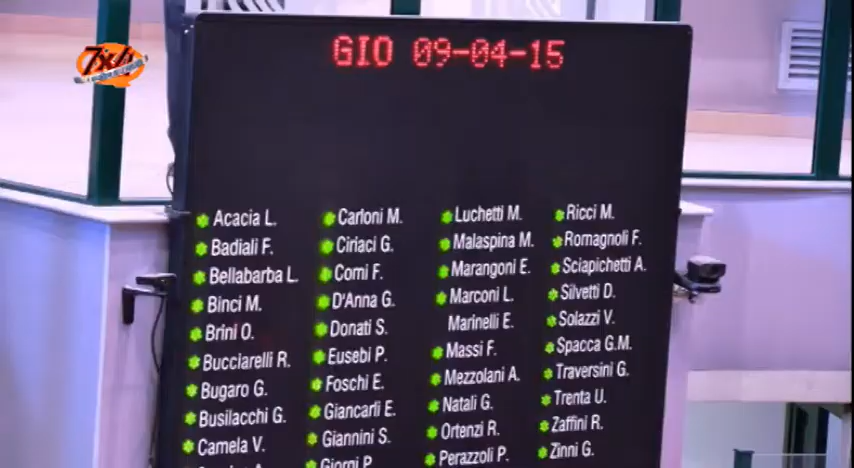 GIO 09-04-15
Acacia L.
Badiali F.
Bellabarba L.
Binci M.
Brini O.
Bucciarelli R.
Bugaro G.
Busilacchi G.
Camela V.
Carloni M.
Ciriaci G.
Comi F.
D'Anna G.
Donati S.
Eusebi P.
Foschi E.
Giancarli E.
Giannini S.
Giorgi P.
Luchetti M.
Malaspina M.
Marangoni E.
Marconi L.
Marinelli E.
Massi F.
Mezzolani A.
Natali G.
Ortenzi R.
Perazzoli P.
Ricci M.
Romagnoli F.
Sciapichetti A.
Silvetti D.
Solazzi V.
Spacca G.M.
Traversini G.
Trenta U.
Zaffini R.
Zinni G.